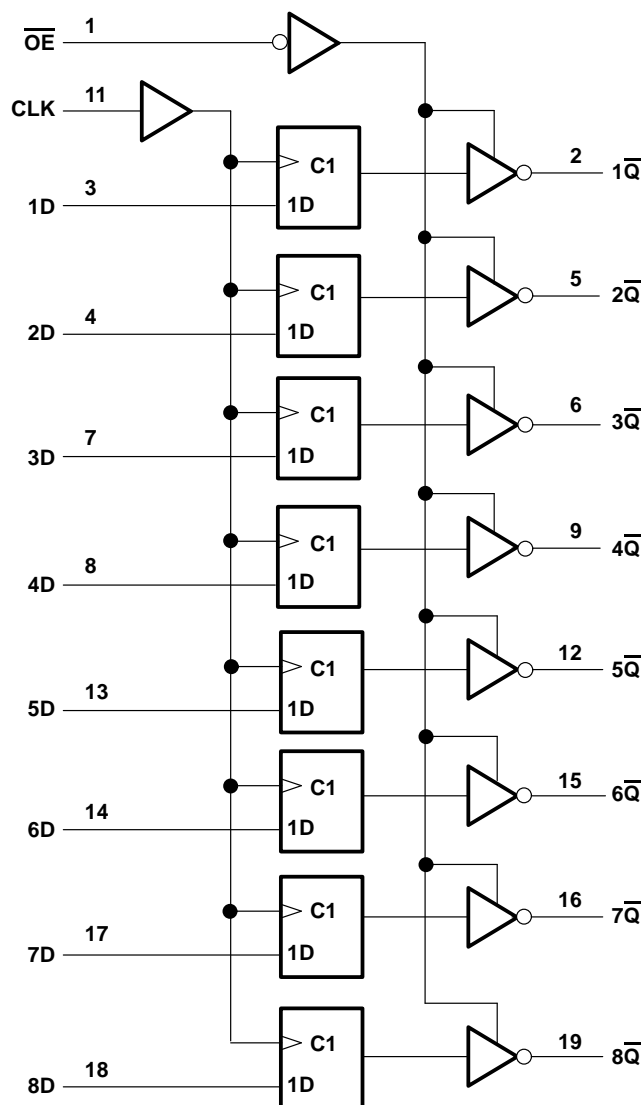 O̅E̅ 1
CLK 11
C1
1D 3 1D 2 1Q̅
C1
2D 4 1D 5 2Q̅
C1
3D 7 1D 6 3Q̅
C1
4D 8 1D 9 4Q̅
C1
5D 13 1D 12 5Q̅
C1
6D 14 1D 15 6Q̅
C1
7D 17 1D 16 7Q̅
C1
8D 18 1D 19 8Q̅